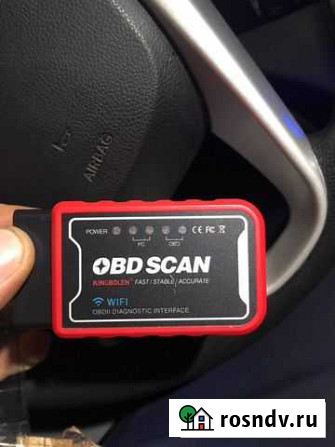 AIRBAG
POWER
PC OBD
CE FC
OBD SCAN
KINGBOLEN FAST / STABLE / ACCURATE
WIFI
OBDII DIAGNOSTIC INTERFACE
rosndv.ru